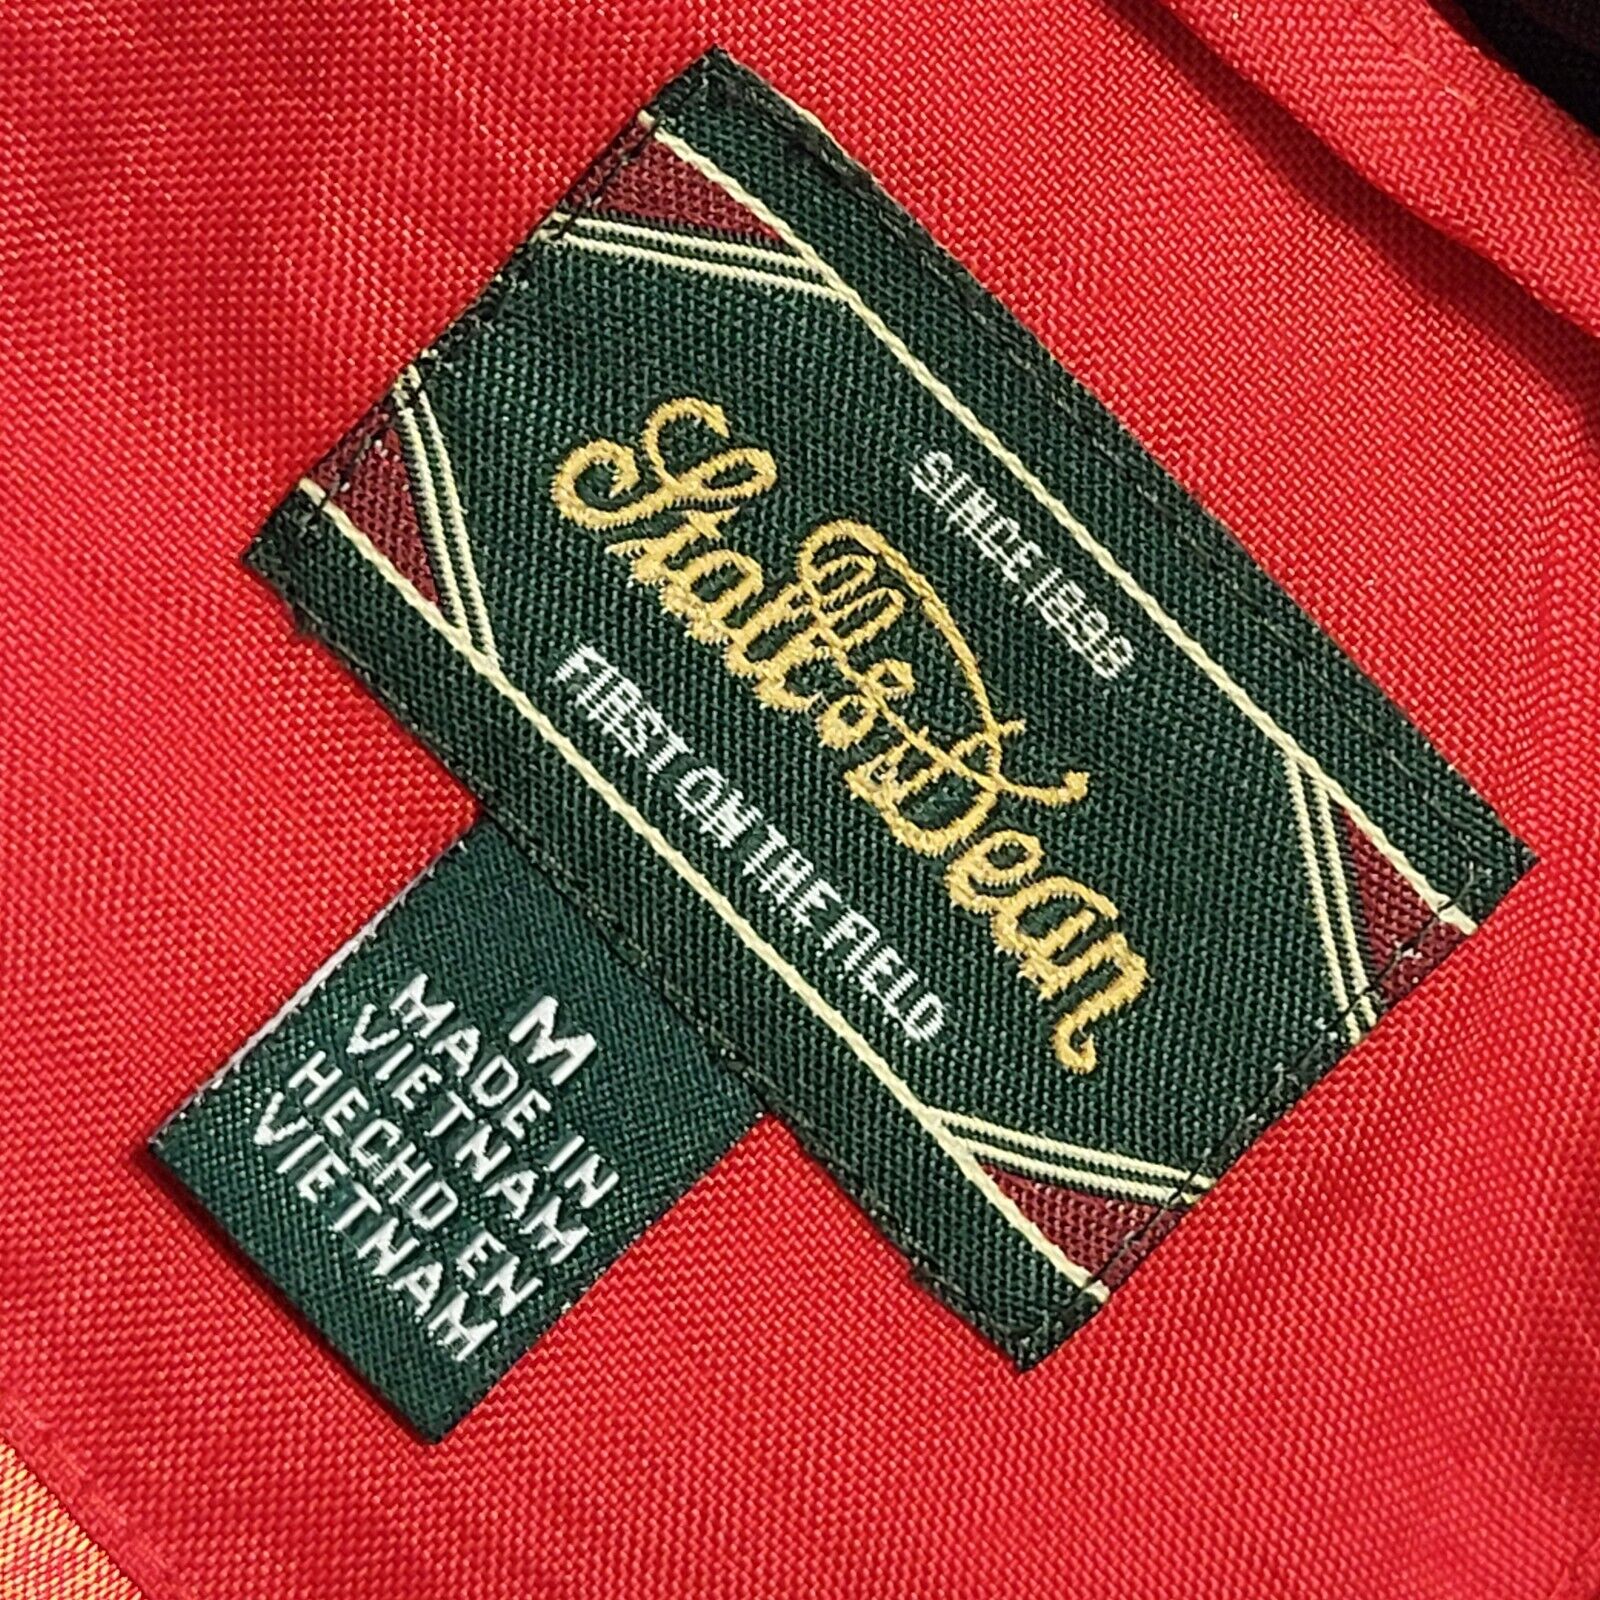 SINCE 1898
Stall & Dean
FIRST ON THE FIELD
M
MADE IN
VIETNAM
HECHO EN
VIETNAM